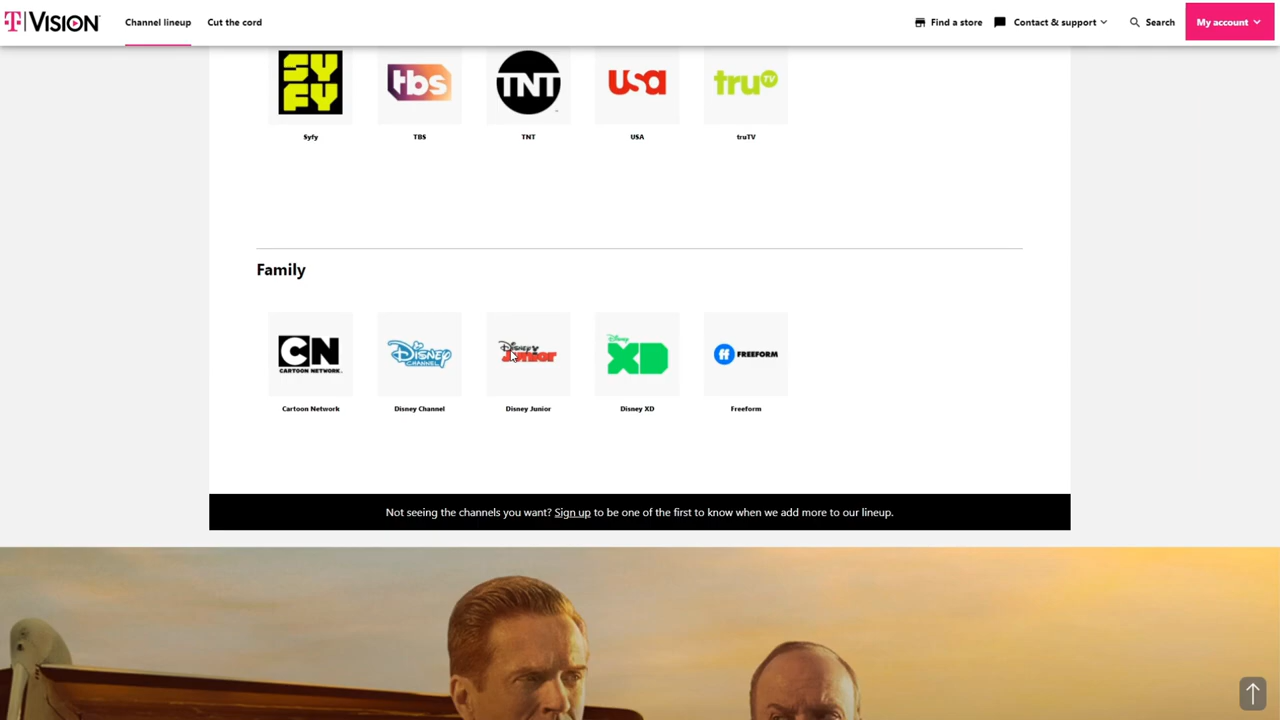 T VISION
Channel lineup
Cut the cord
Find a store
Contact & support
Search
My account
SYFY
tbs
TNT
USA
truTV
Syfy
TBS
TNT
USA
truTV
Family
CN CARTOON NETWORK
Disney CHANNEL
Disney Junior
Disney XD
f FREEFORM
Cartoon Network
Disney Channel
Disney Junior
Disney XD
Freeform
Not seeing the channels you want? Sign up to be one of the first to know when we add more to our lineup.